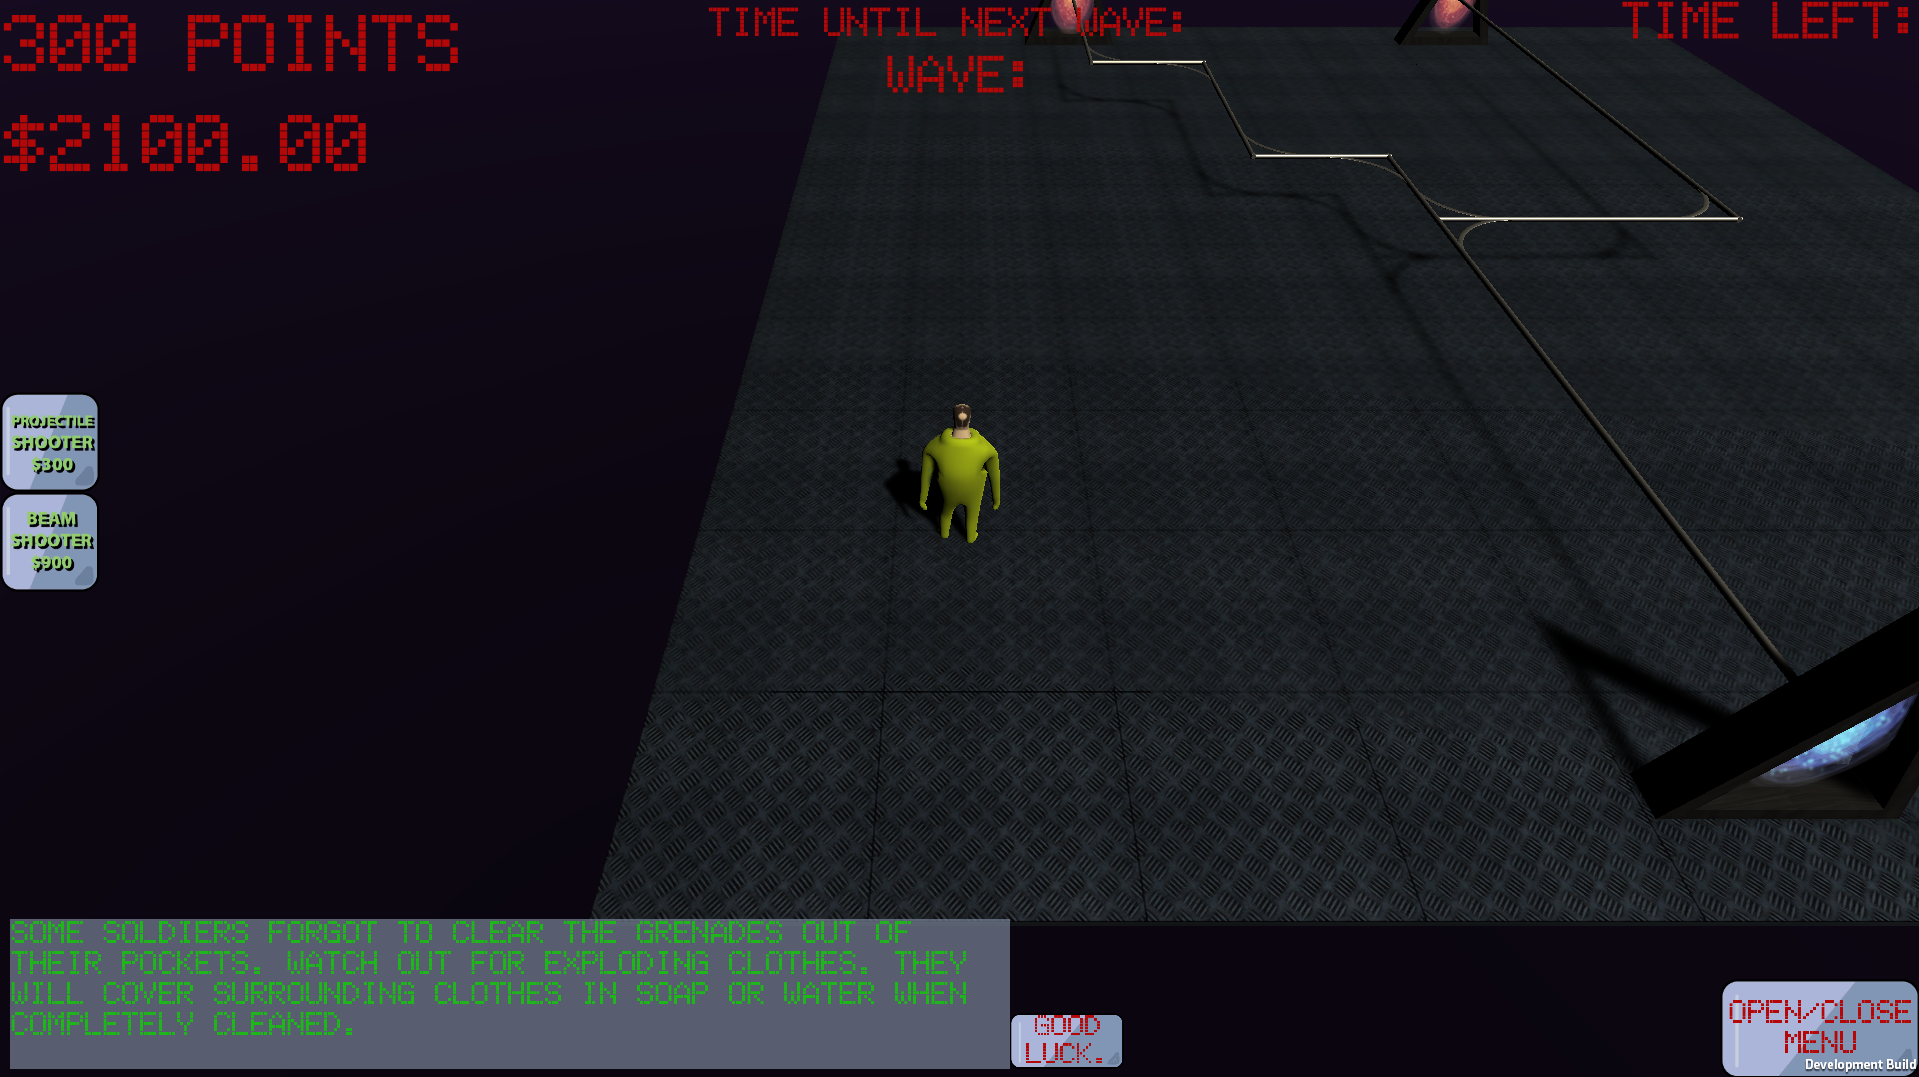 300 POINTS
$2100.00
TIME UNTIL NEXT WAVE:
WAVE:
TIME LEFT:
PROJECTILE
SHOOTER
$300
BEAM
SHOOTER
$900
SOME SOLDIERS FORGOT TO CLEAR THE GRENADES OUT OF
THEIR POCKETS. WATCH OUT FOR EXPLODING CLOTHES. THEY
WILL COVER SURROUNDING CLOTHES IN SOAP OR WATER WHEN
COMPLETELY CLEANED.
GOOD
LUCK.
OPEN/CLOSE
MENU
Development Build